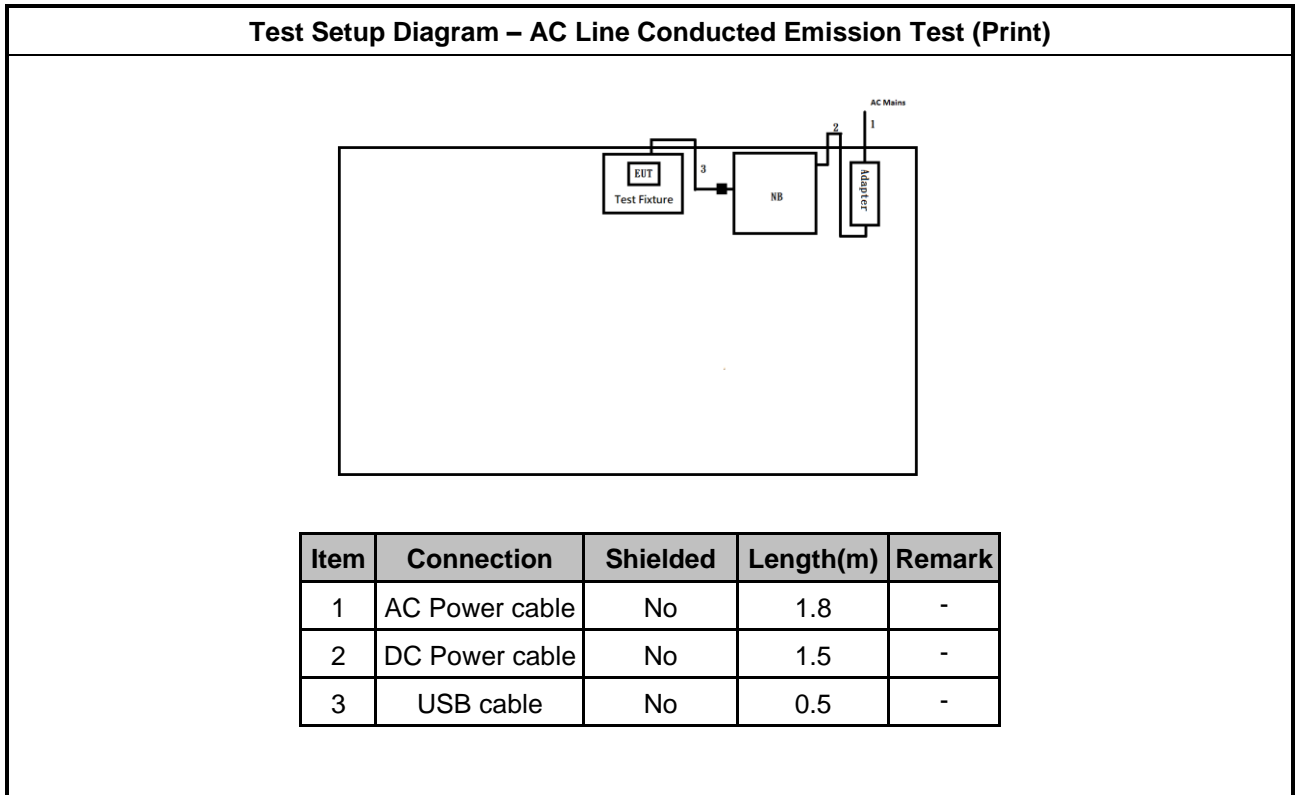 Test Setup Diagram – AC Line Conducted Emission Test (Print)
AC Mains
1
2
3
EUT
Test Fixture
NB
Adapter
Item Connection Shielded Length(m) Remark
1 AC Power cable No 1.8 -
2 DC Power cable No 1.5 -
3 USB cable No 0.5 -